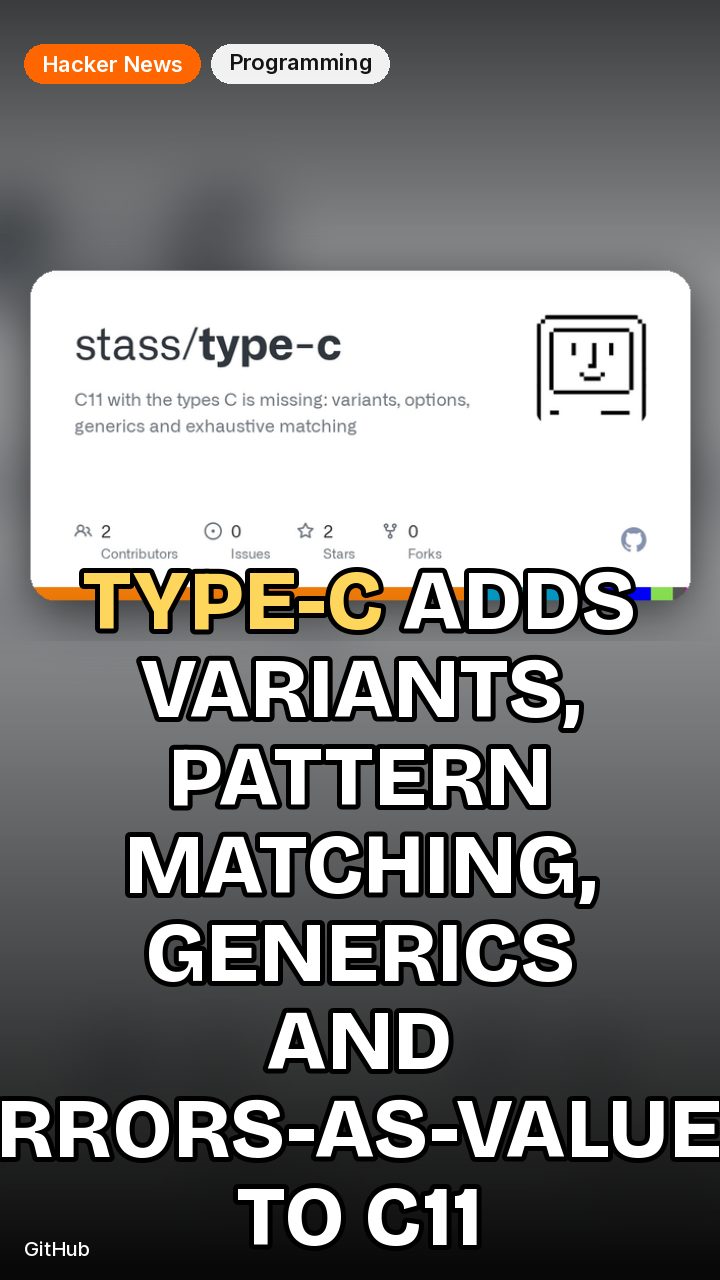 Hacker News
Programming
stass/type-c
C11 with the types C is missing: variants, options,
generics and exhaustive matching
2
Contributors
0
Issues
2
Stars
0
Forks
TYPE-C ADDS
VARIANTS,
PATTERN
MATCHING,
GENERICS
AND
RRORS-AS-VALUE
TO C11
GitHub